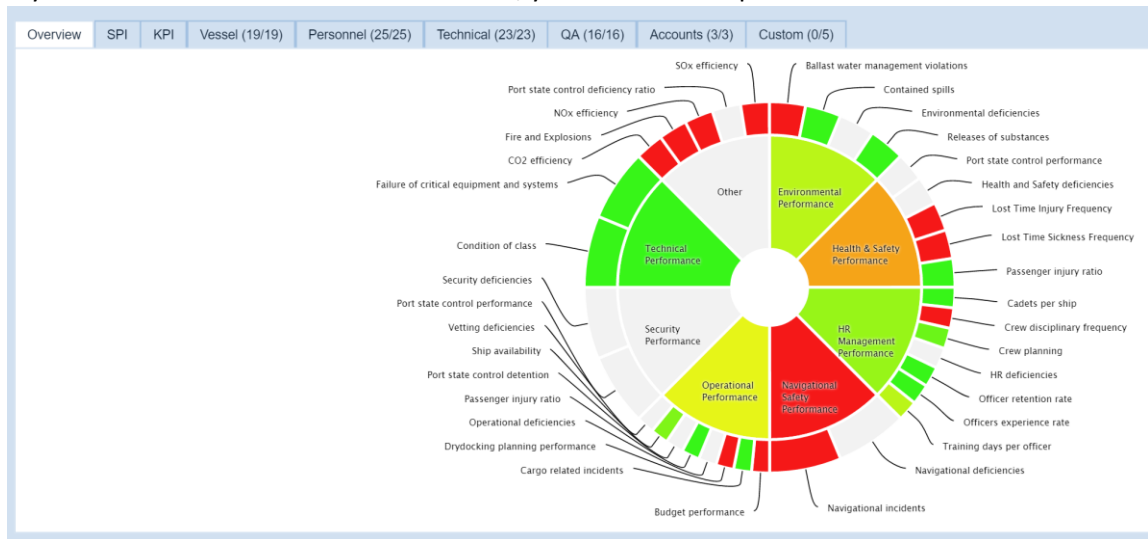 Overview SPI KPI Vessel (19/19) Personnel (25/25) Technical (23/23) QA (16/16) Accounts (3/3) Custom (0/5)
SOx efficiency
Port state control deficiency ratio
NOx efficiency
Fire and Explosions
CO2 efficiency
Failure of critical equipment and systems
Condition of class
Security deficiencies
Port state control performance
Vetting deficiencies
Ship availability
Port state control detention
Passenger injury ratio
Operational deficiencies
Drydocking planning performance
Cargo related incidents
Budget performance
Ballast water management violations
Contained spills
Environmental deficiencies
Releases of substances
Port state control performance
Health and Safety deficiencies
Lost Time Injury Frequency
Lost Time Sickness Frequency
Passenger injury ratio
Cadets per ship
Crew disciplinary frequency
Crew planning
HR deficiencies
Officer retention rate
Officers experience rate
Training days per officer
Navigational deficiencies
Navigational incidents
Other
Environmental
Performance
Technical
Performance
Health & Safety
Performance
Security
Performance
HR
Management
Performance
Operational
Performance
Navigational
Safety
Performance